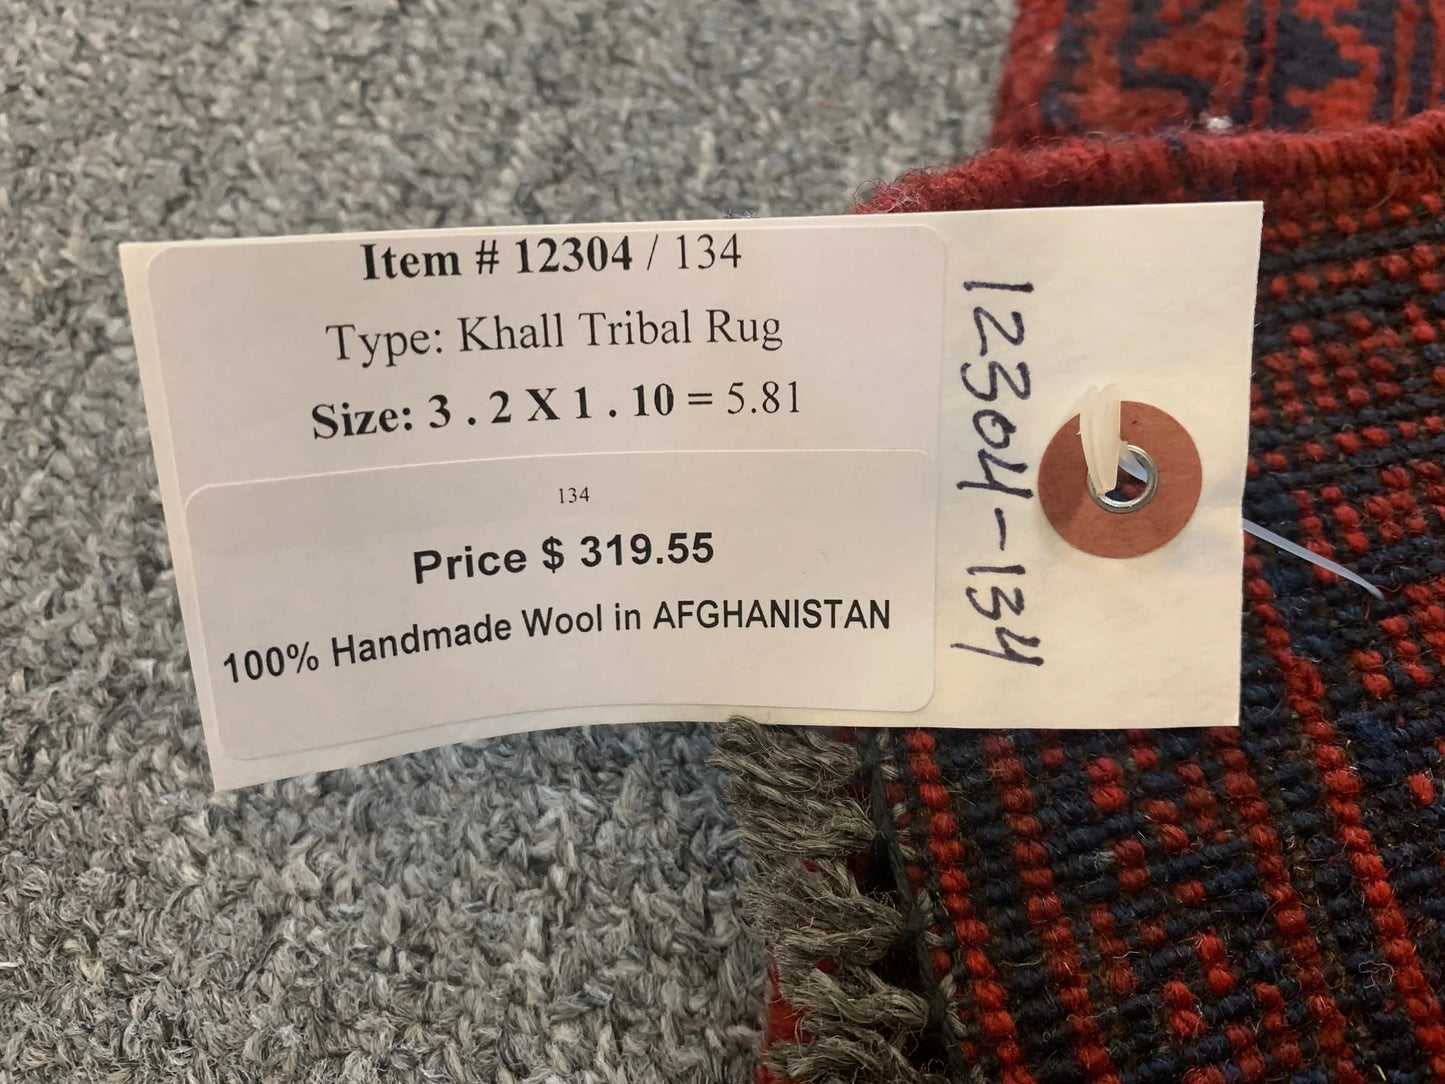 Item # 12304 / 134
Type: Khall Tribal Rug
Size: 3 . 2 X 1 . 10 = 5.81
134
Price $ 319.55
100% Handmade Wool in AFGHANISTAN
12304-134